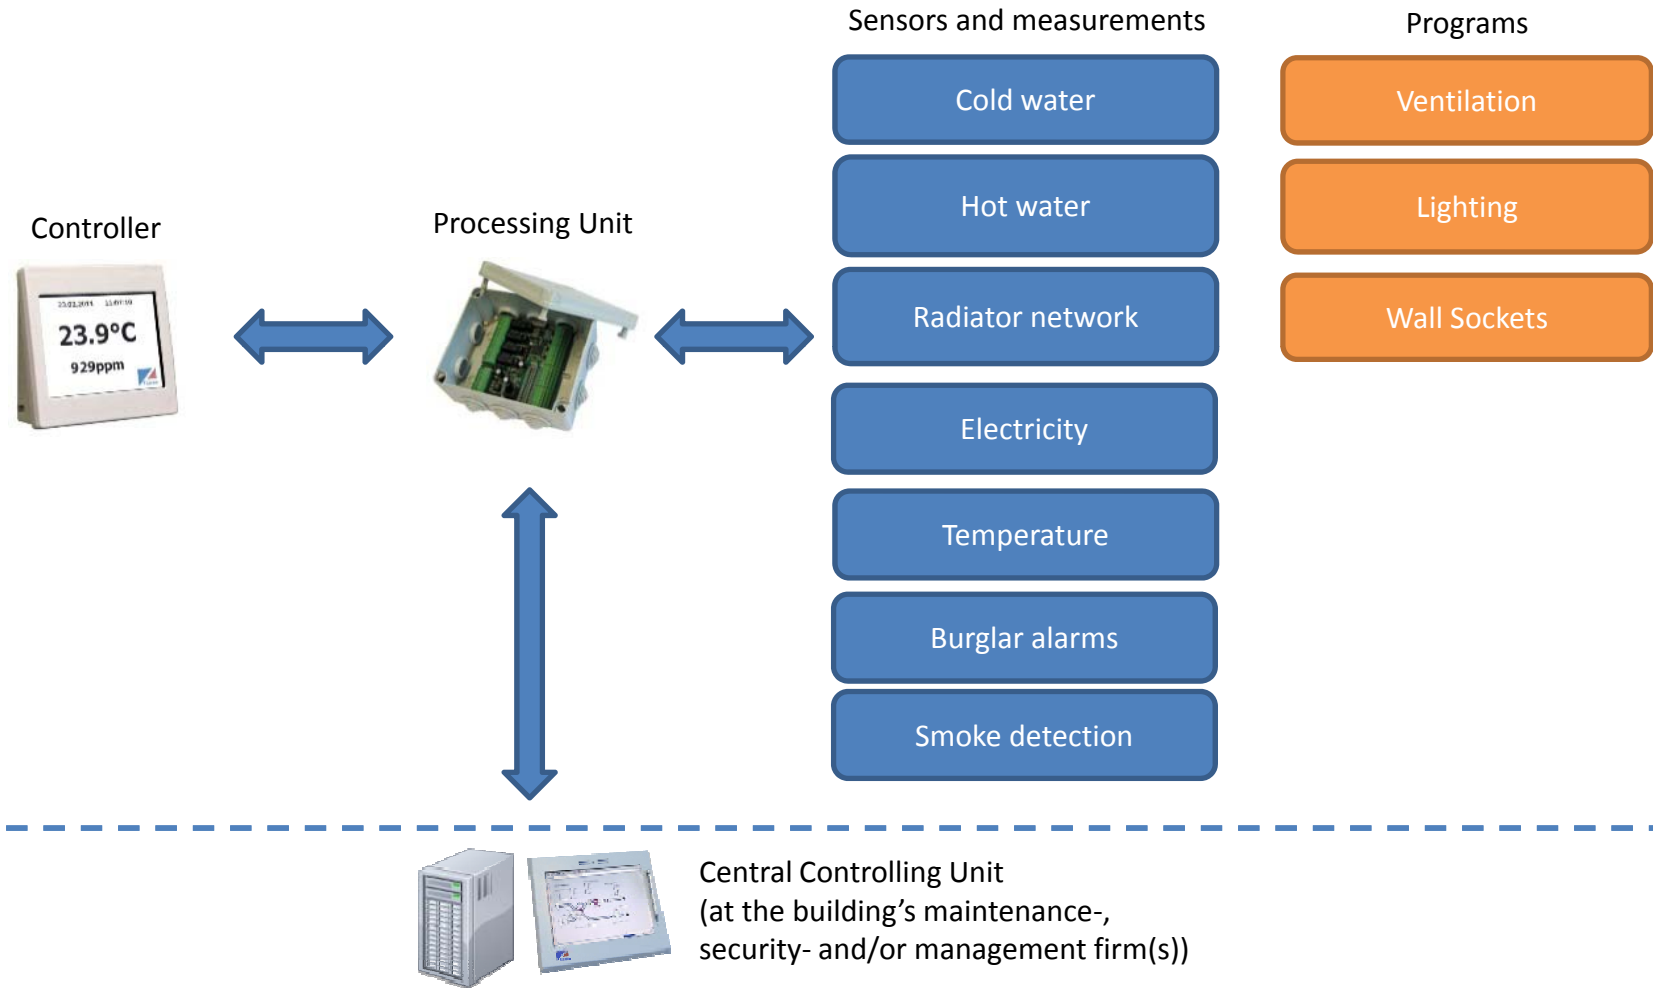 Sensors and measurements
Programs
Cold water
Ventilation
Hot water
Lighting
Controller
Processing Unit
Radiator network
Wall Sockets
23.9°C
929ppm
Electricity
Temperature
Burglar alarms
Smoke detection
Central Controlling Unit
(at the building's maintenance-,
security- and/or management firm(s))